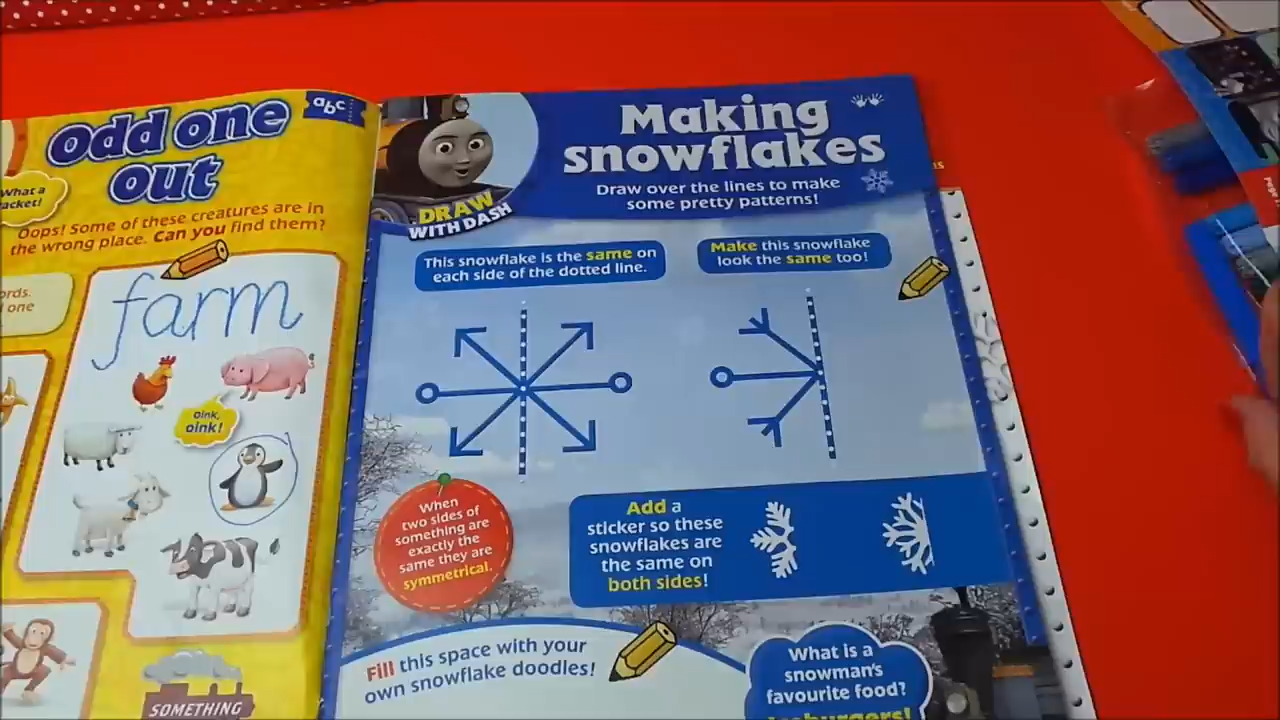 Odd one
out
abc
What a
Oops! Some of these creatures are in
the wrong place. Can you find them?
one
farm
Oink,
oink!
SOMETHING
Making
snowflakes
Draw over the lines to make
some pretty patterns!
DRAW
WITH DASH
This snowflake is the same on
each side of the dotted line.
Make this snowflake
look the same too!
When
two sides of
something are
exactly the
same they are
symmetrical.
Add a
sticker so these
snowflakes are
the same on
both sides!
Fill this space with your
own snowflake doodles!
What is a
snowman's
favourite food?